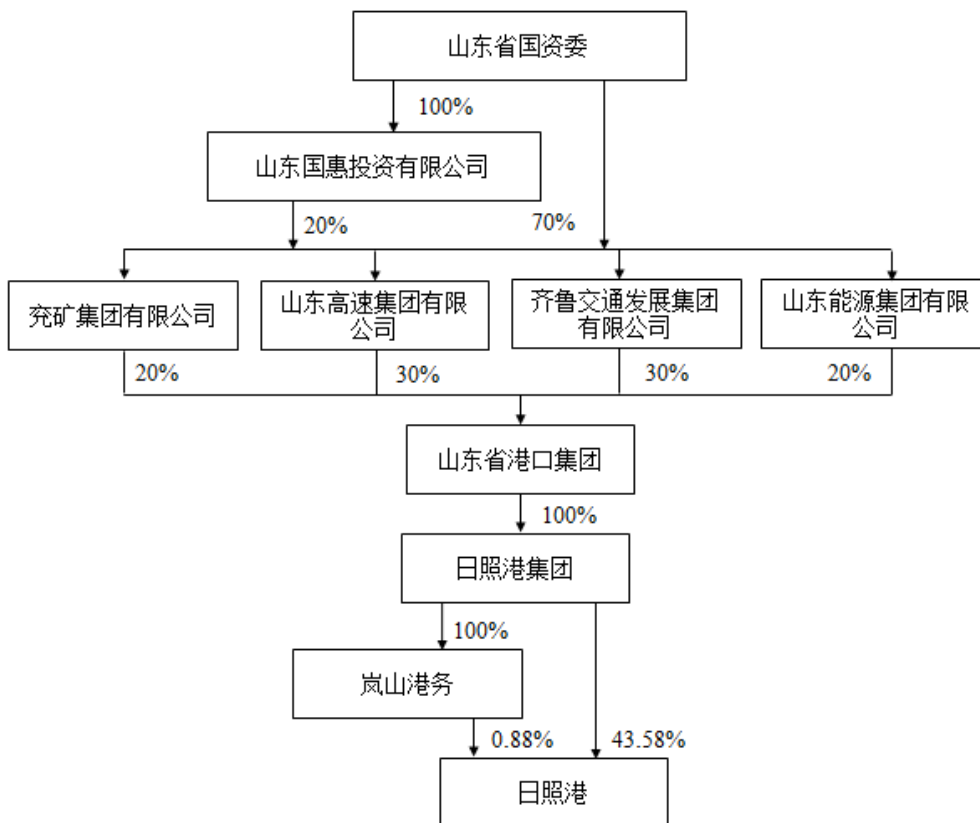 山东省国资委
100%
山东国惠投资有限公司
20%
70%
兖矿集团有限公司
山东高速集团有限
公司
齐鲁交通发展集团
有限公司
山东能源集团有限
公司
20%
30%
30%
20%
山东省港口集团
100%
日照港集团
100%
岚山港务
0.88%
43.58%
日照港